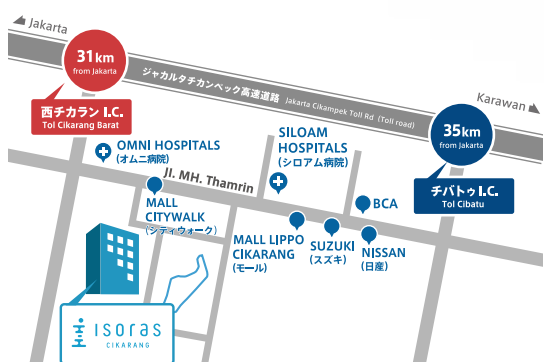 Jakarta
31km
from Jakarta
西チカラン I.C.
Tol Cikarang Barat
ジャカルタチカンペック高速道路 Jakarta Cikampek Toll Rd (Toll road)
Karawan
35km
from Jakarta
チバトゥ I.C.
Tol Cibatu
OMNI HOSPITALS
(オムニ病院)
SILOAM
HOSPITALS
(シロアム病院)
Jl. MH. Thamrin
MALL
CITYWALK
(シティウォーク)
BCA
MALL LIPPO
CIKARANG
(モール)
SUZUKI
(スズキ)
NISSAN
(日産)
isoras
CIKARANG